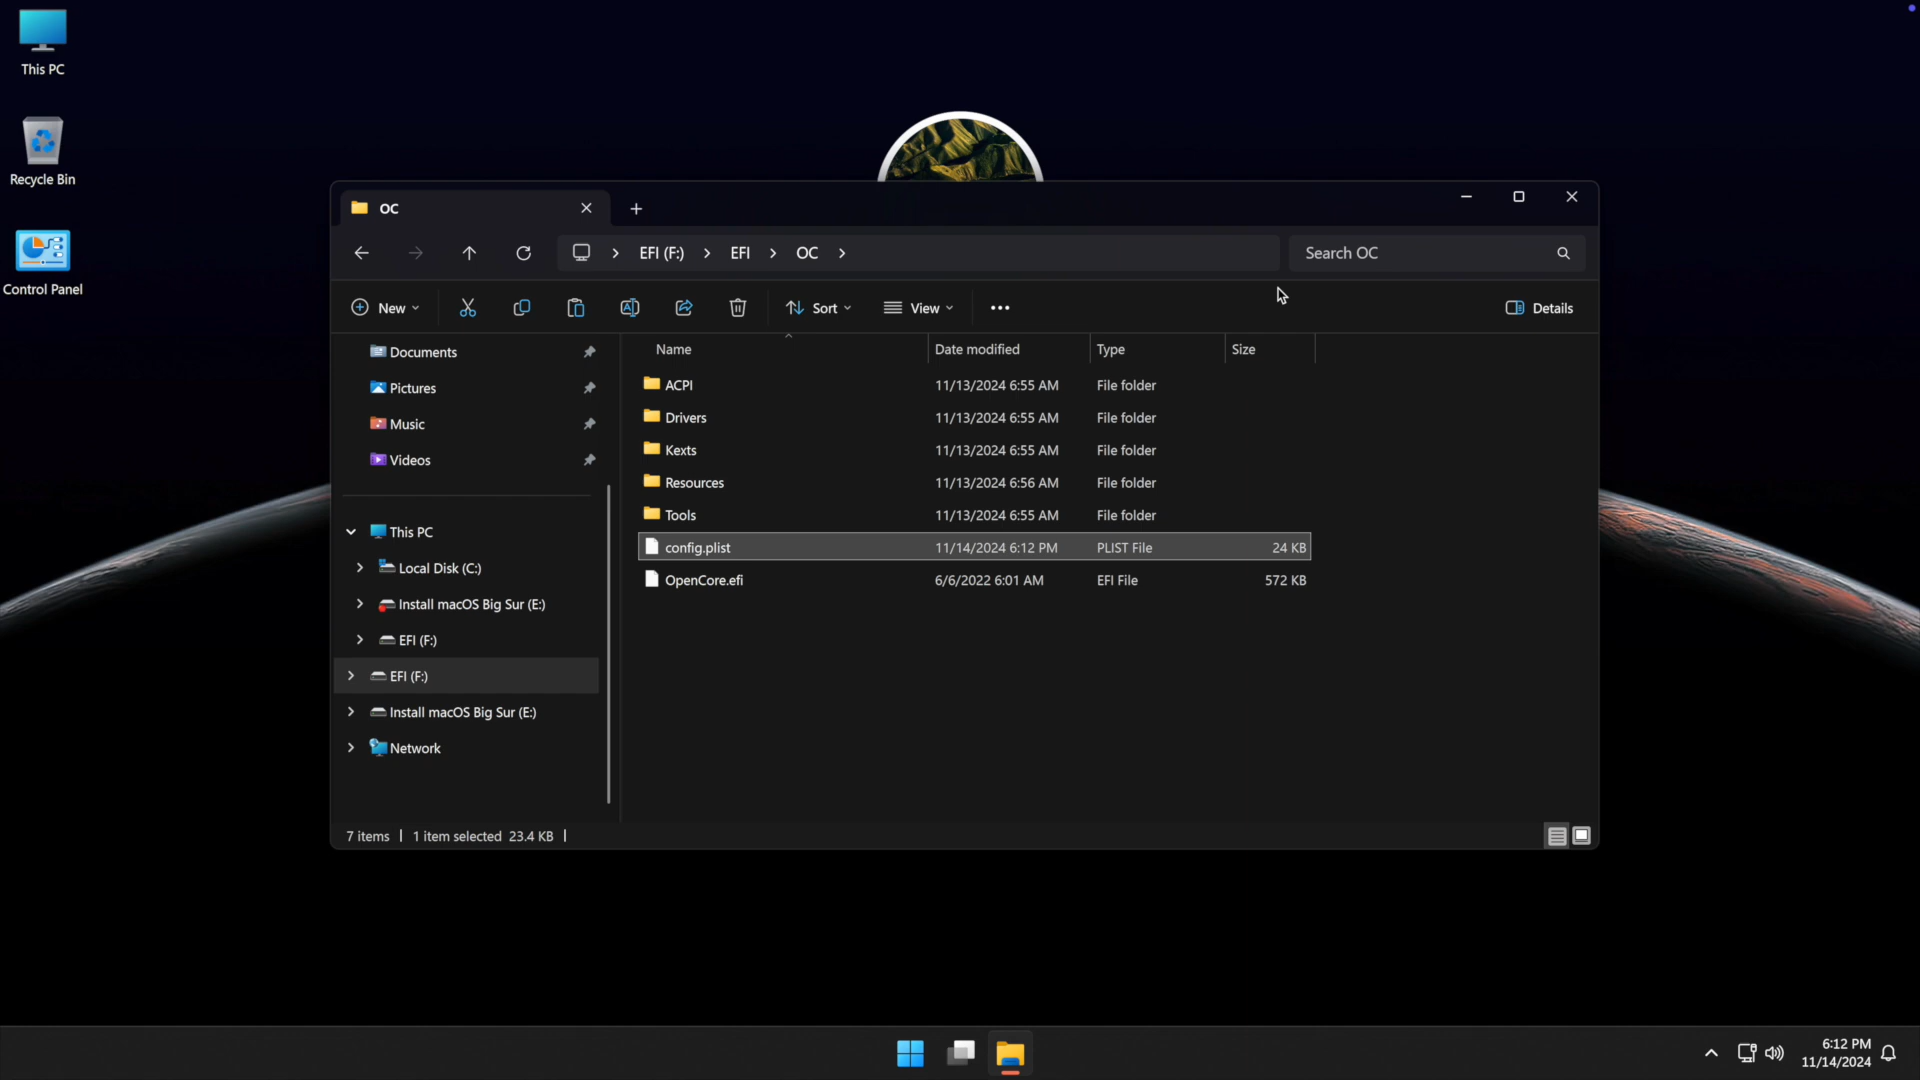 This PC
Recycle Bin
Control Panel
OC
EFI (F:) EFI OC
Search OC
New Sort View Details
Name Date modified Type Size
Documents
Pictures
Music
Videos
This PC
Local Disk (C:)
Install macOS Big Sur (E:)
EFI (F:)
EFI (F:)
Install macOS Big Sur (E:)
Network
ACPI 11/13/2024 6:55 AM File folder
Drivers 11/13/2024 6:55 AM File folder
Kexts 11/13/2024 6:55 AM File folder
Resources 11/13/2024 6:56 AM File folder
Tools 11/13/2024 6:55 AM File folder
config.plist 11/14/2024 6:12 PM PLIST File 24 KB
OpenCore.efi 6/6/2022 6:01 AM EFI File 572 KB
7 items 1 item selected 23.4 KB
6:12 PM
11/14/2024